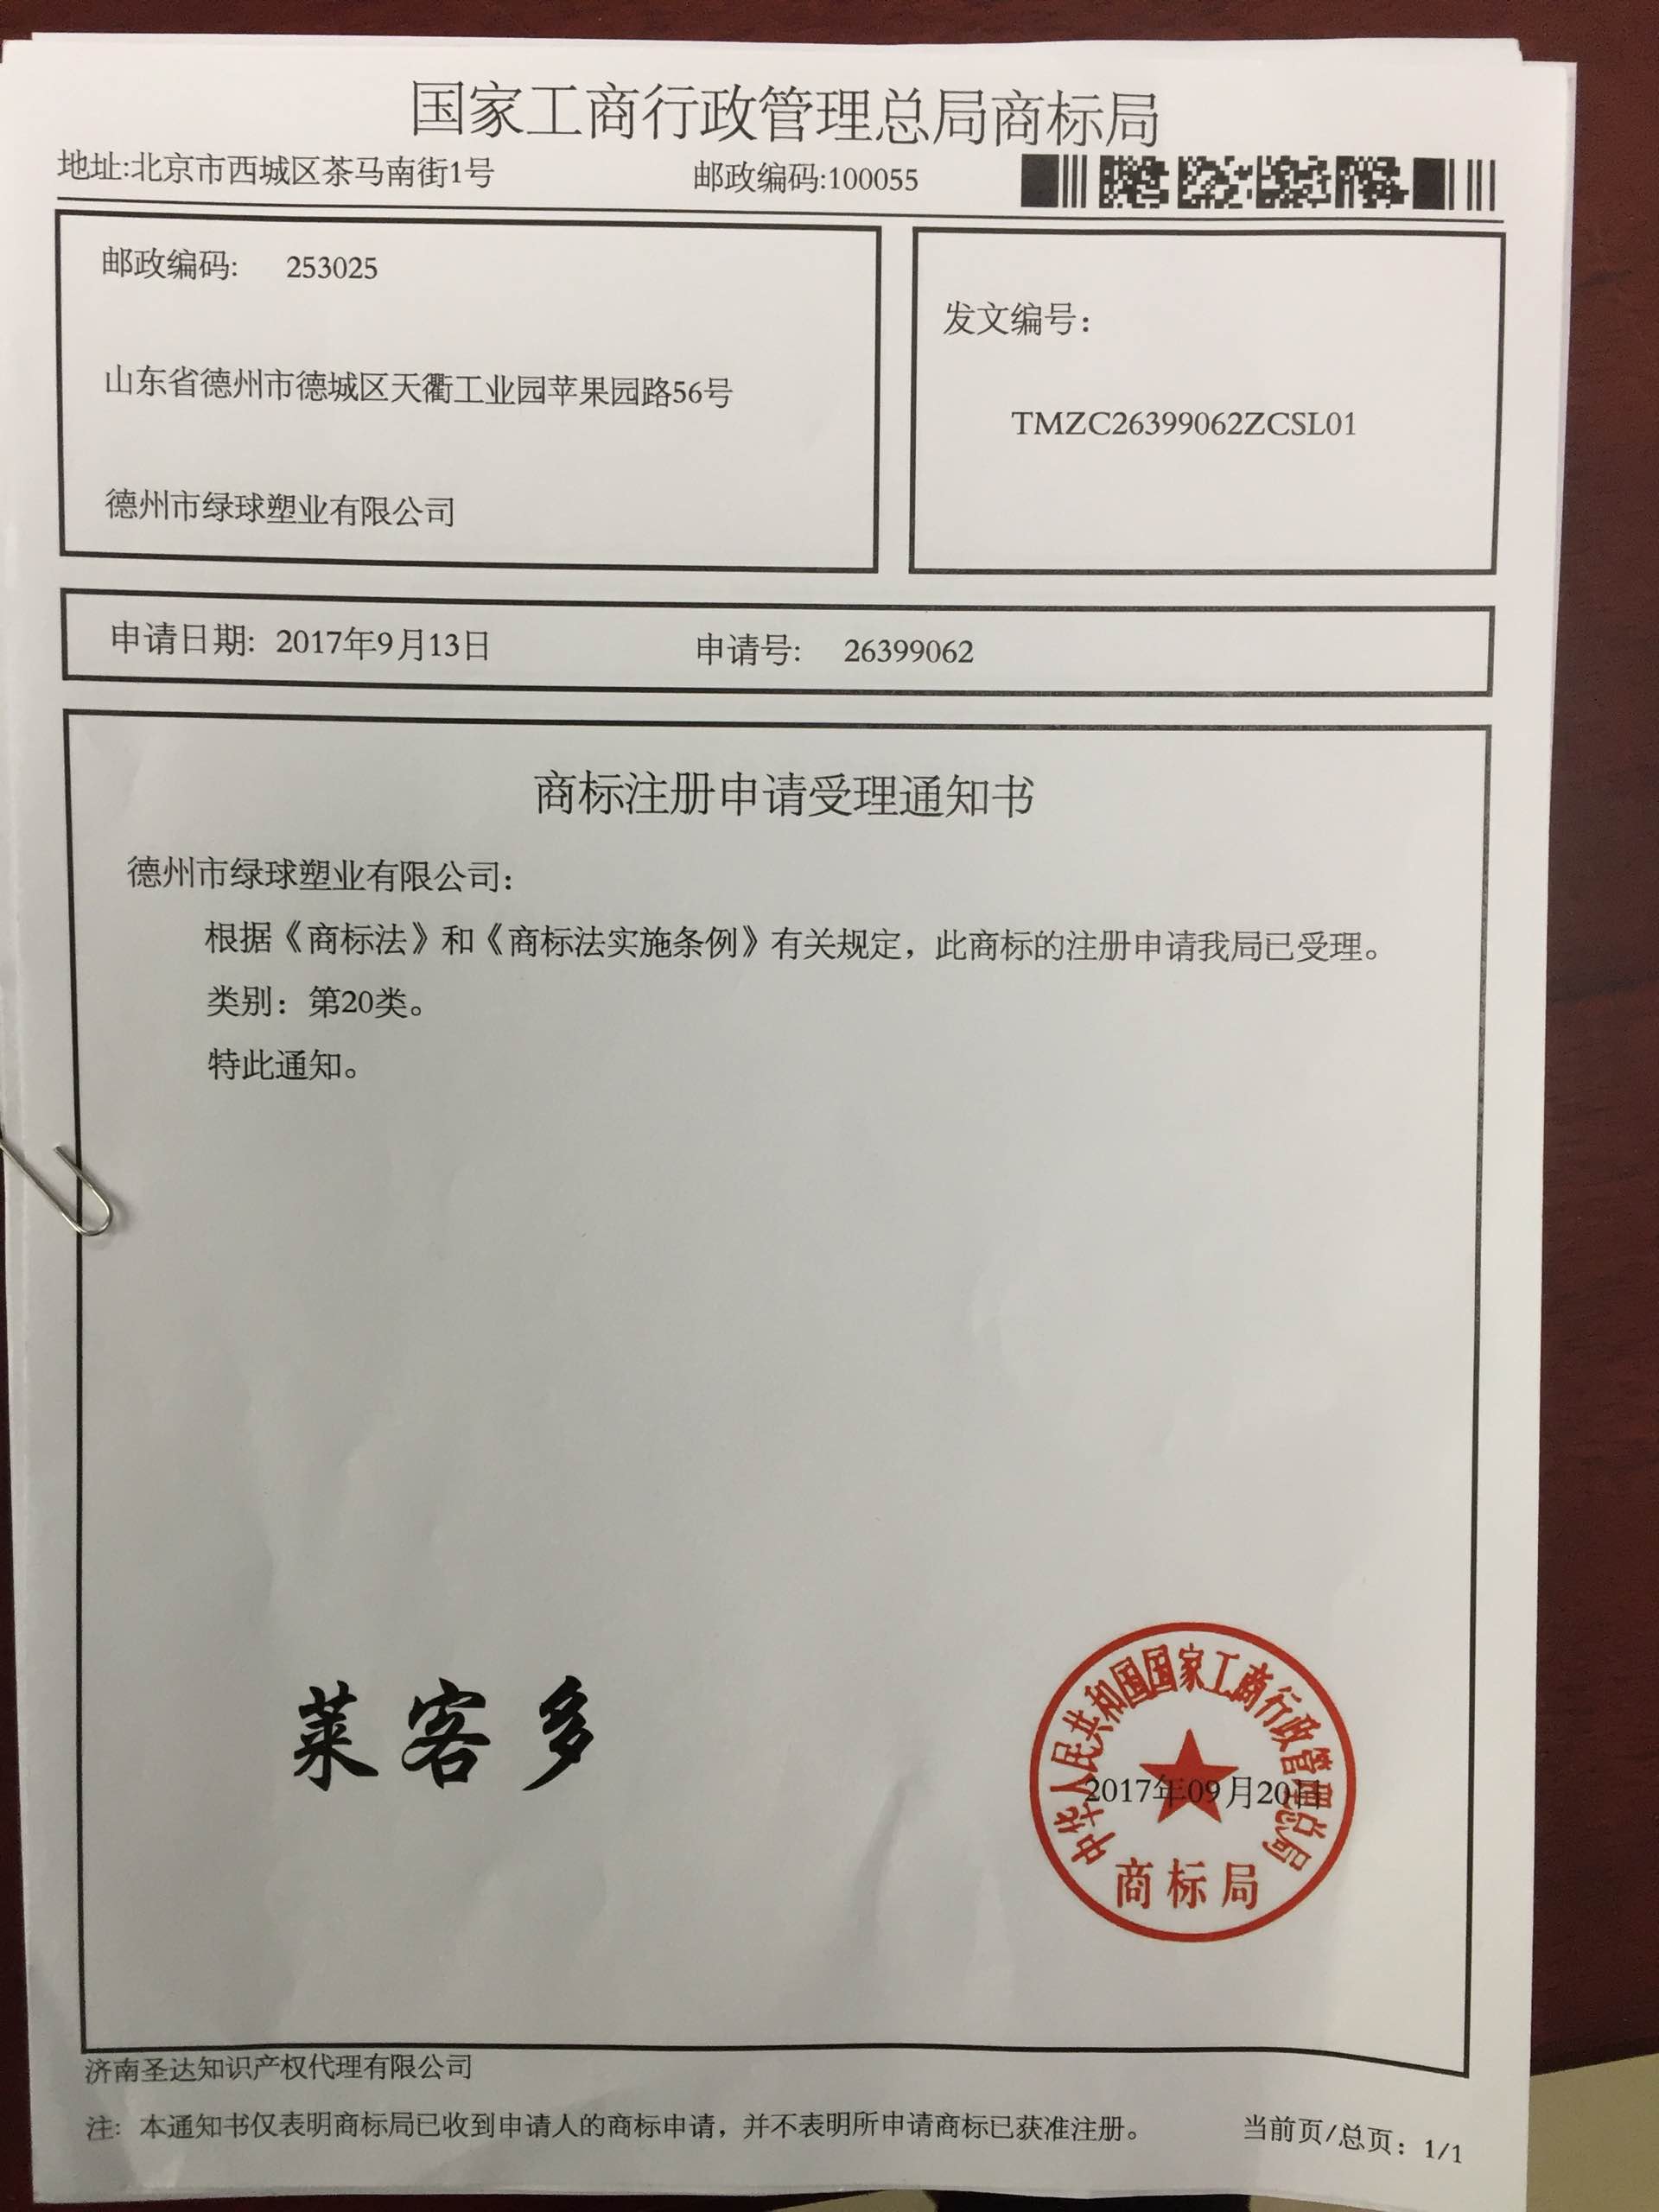 国家工商行政管理总局商标局
地址:北京市西城区茶马南街1号 邮政编码:100055
邮政编码: 253025
山东省德州市德城区天衢工业园苹果园路56号
德州市绿球塑业有限公司
发文编号:
TMZC26399062ZCSL01
申请日期: 2017年9月13日 申请号: 26399062
商标注册申请受理通知书
德州市绿球塑业有限公司:
根据《商标法》和《商标法实施条例》有关规定，此商标的注册申请我局已受理。
类别：第20类。
特此通知。
莱客多
中华人民共和国国家工商行政管理总局
2017年09月20日
商标局
济南圣达知识产权代理有限公司
注: 本通知书仅表明商标局已收到申请人的商标申请，并不表明所申请商标已获准注册。 当前页/总页：1/1